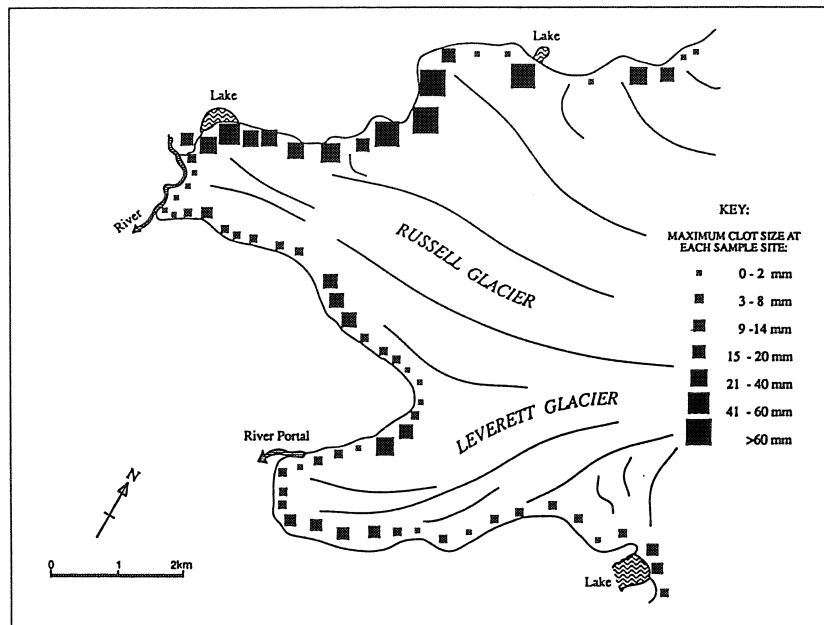 Lake
Lake
River
RUSSELL GLACIER
KEY:
MAXIMUM CLOT SIZE AT
EACH SAMPLE SITE:
0 - 2 mm
3 - 8 mm
9 -14 mm
15 - 20 mm
21 - 40 mm
41 - 60 mm
>60 mm
LEVERETT GLACIER
River Portal
N
0 1 2km
Lake